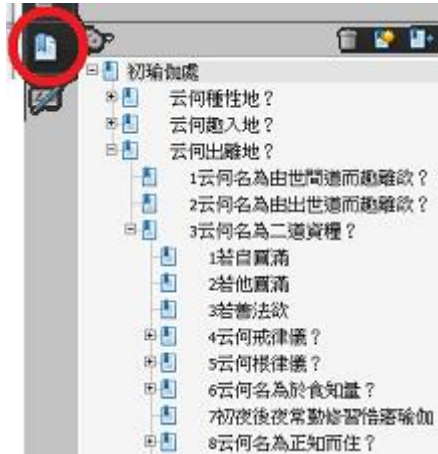 初瑜伽處
云何種性地？
云何趣入地？
云何出離地？
1云何名為由世間道而趣離欲？
2云何名為由出世道而趣離欲？
3云何名為二道資糧？
1若自圓滿
2若他圓滿
3若善法欲
4云何戒律儀？
5云何根律儀？
6云何名為於食知量？
7初夜後夜常勤修習悎寤瑜伽
8云何名為正知而住？